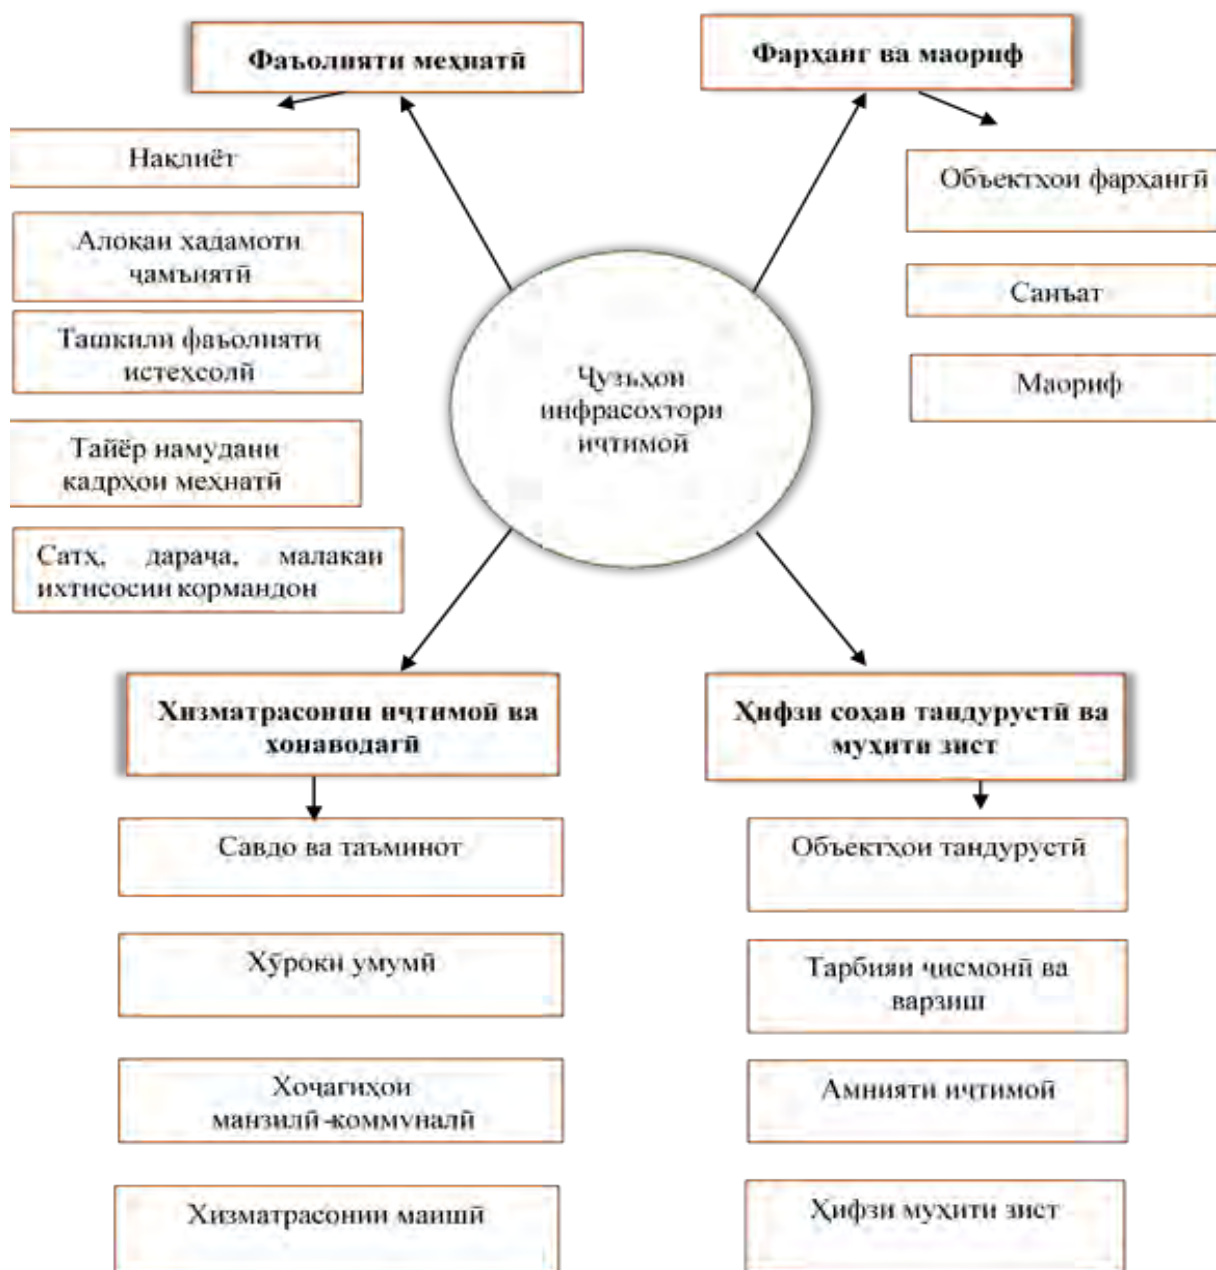 Фаъолияти меҳнатӣ
Фарҳанг ва маориф
Нақлиёт
Алоқаи хадамоти
ҷамъиятӣ
Ташкили фаъолияти
истеҳсолӣ
Тайёр намудани
кадрҳои меҳнатӣ
Сатҳ, дараҷа, малакаи
ихтисосии кормандон
Объектҳои фарҳангӣ
Санъат
Маориф
Ҷузъҳои
инфрасохтори
иҷтимоӣ
Хизматрасонии иҷтимоӣ ва
хонаводагӣ
Савдо ва таъминот
Хӯроки умумӣ
Хоҷагиҳои
манзилӣ-коммуналӣ
Хизматрасонии маишӣ
Ҳифзи соҳаи тандурустӣ ва
муҳити зист
Объектҳои тандурустӣ
Тарбияи ҷисмонӣ ва
варзиш
Амнияти иҷтимоӣ
Ҳифзи муҳити зист